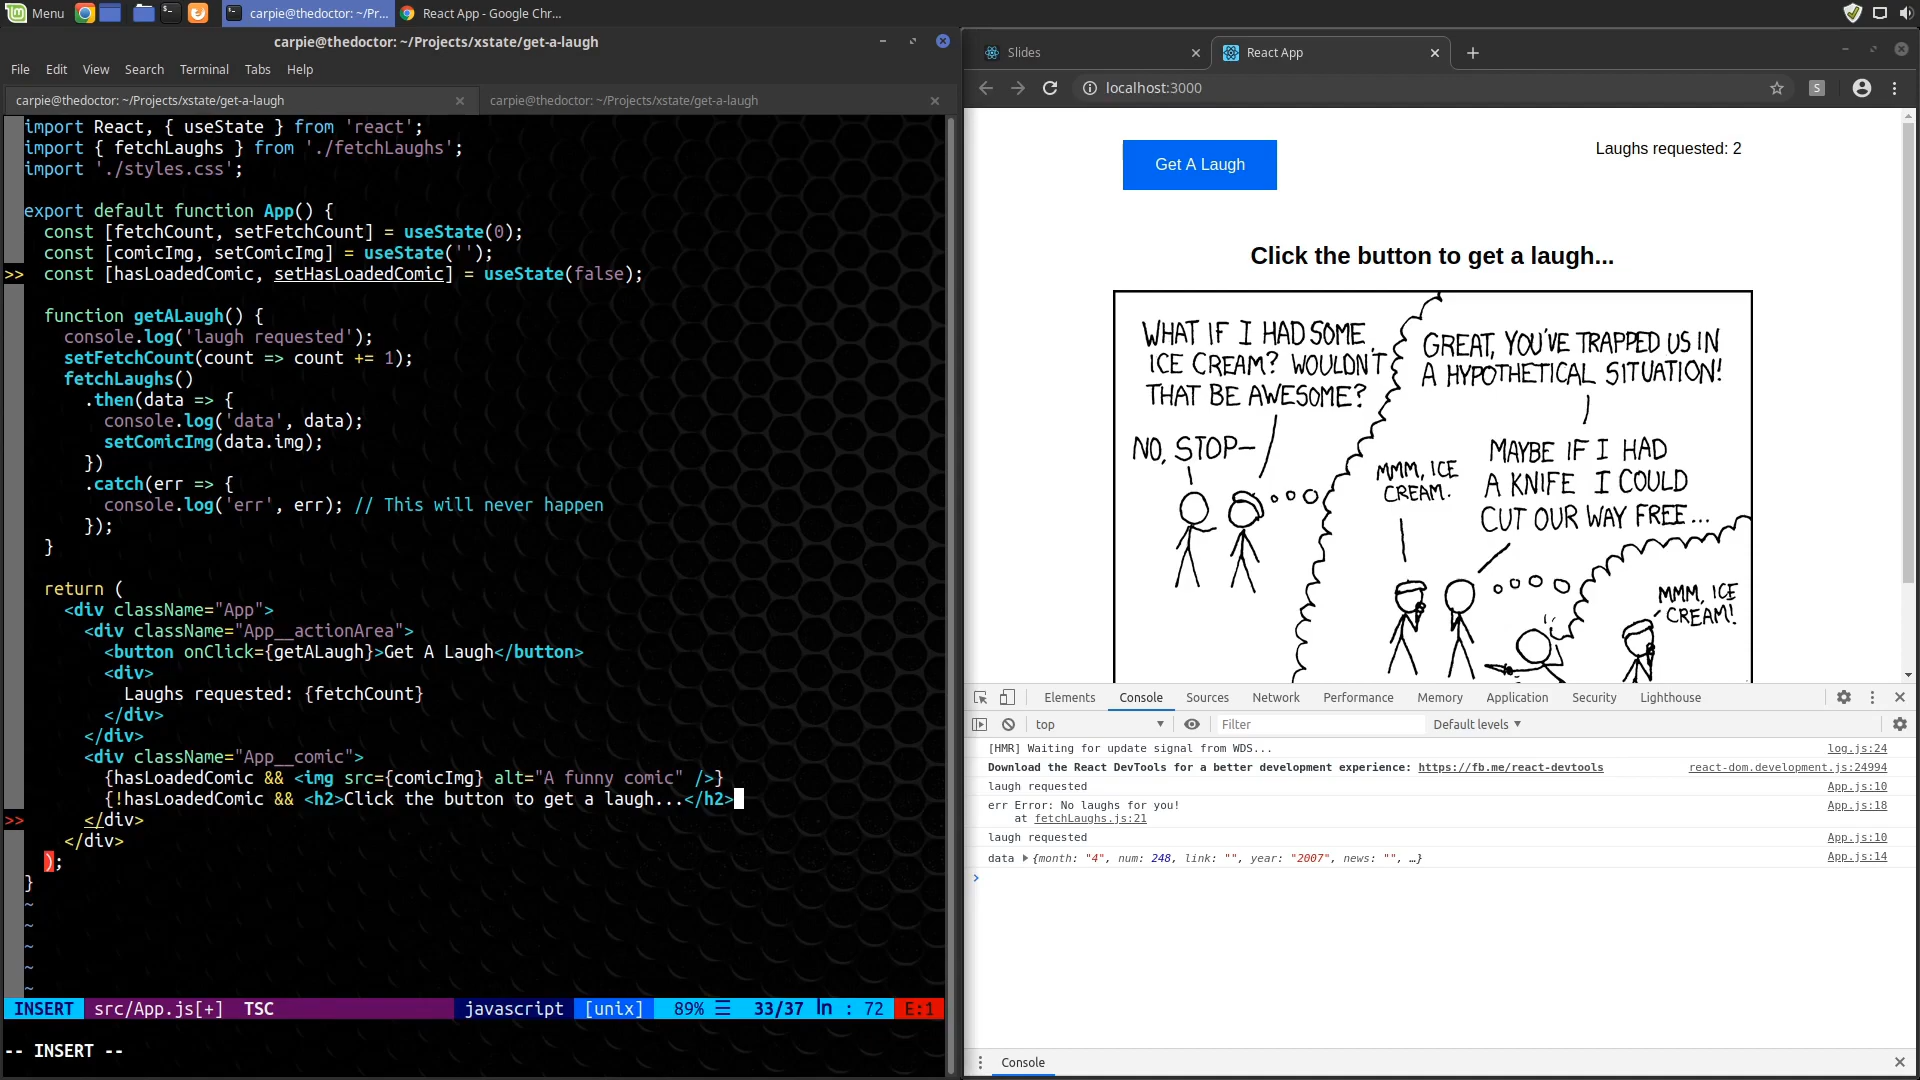 Menu
carpie@thedoctor: ~/Pr...
React App - Google Chr...
carpie@thedoctor: ~/Projects/xstate/get-a-laugh
File Edit View Search Terminal Tabs Help
carpie@thedoctor: ~/Projects/xstate/get-a-laugh
carpie@thedoctor: ~/Projects/xstate/get-a-laugh
import React, { useState } from 'react';
import { fetchLaughs } from './fetchLaughs';
import './styles.css';
export default function App() {
const [fetchCount, setFetchCount] = useState(0);
const [comicImg, setComicImg] = useState('');
>> const [hasLoadedComic, setHasLoadedComic] = useState(false);
function getALaugh() {
console.log('laugh requested');
setFetchCount(count => count += 1);
fetchLaughs()
.then(data => {
console.log('data', data);
setComicImg(data.img);
})
.catch(err => {
console.log('err', err); // This will never happen
});
}
return (
<div className="App">
<div className="App__actionArea">
<button onClick={getALaugh}>Get A Laugh</button>
<div>
Laughs requested: {fetchCount}
</div>
</div>
<div className="App__comic">
{hasLoadedComic && <img src={comicImg} alt="A funny comic" />}
{!hasLoadedComic && <h2>Click the button to get a laugh...</h2>
>> </div>
</div>
);
}
~
~
~
~
~
INSERT src/App.js[+] TSC javascript [unix] 89% ☰ 33/37 ln : 72 E:1
-- INSERT --
Slides
React App
localhost:3000
S
Get A Laugh
Laughs requested: 2
Click the button to get a laugh...
WHAT IF I HAD SOME
ICE CREAM? WOULDN'T
THAT BE AWESOME?
NO, STOP—
GREAT, YOU'VE TRAPPED US IN
A HYPOTHETICAL SITUATION!
MMM, ICE
CREAM.
MAYBE IF I HAD
A KNIFE I COULD
CUT OUR WAY FREE...
MMM, ICE
CREAM!
Elements Console Sources Network Performance Memory Application Security Lighthouse
top Filter Default levels
[HMR] Waiting for update signal from WDS... log.js:24
Download the React DevTools for a better development experience: https://fb.me/react-devtools react-dom.development.js:24994
laugh requested App.js:10
err Error: No laughs for you! App.js:18
at fetchLaughs.js:21
laugh requested App.js:10
data {month: "4", num: 248, link: "", year: "2007", news: "", …} App.js:14
Console